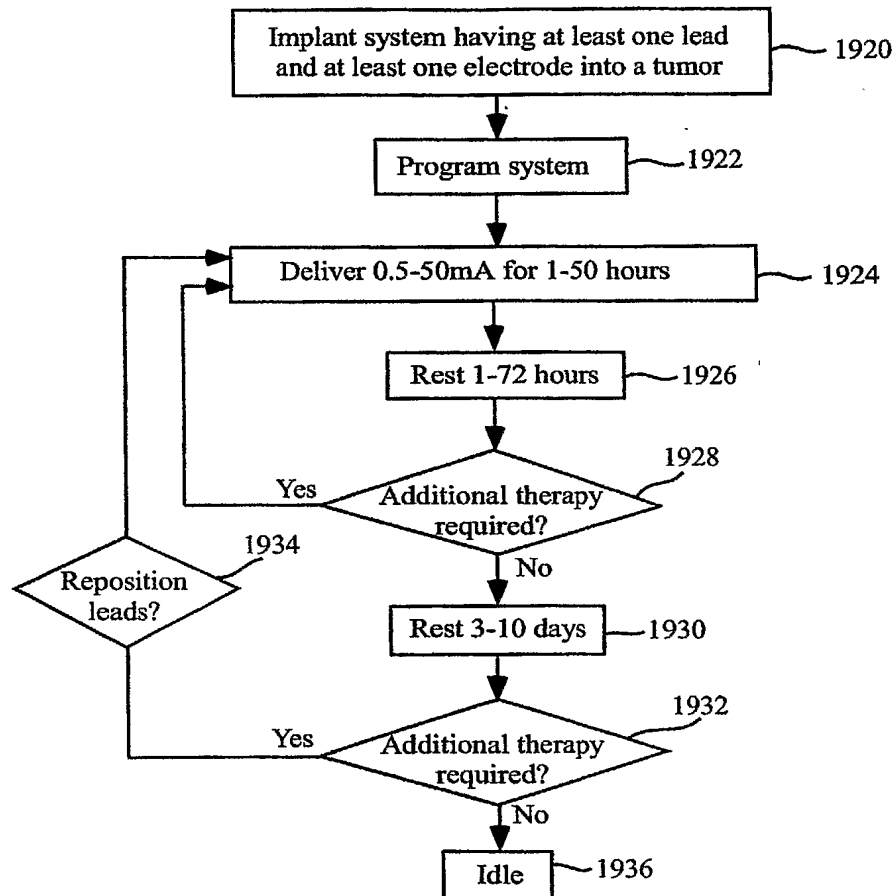 Implant system having at least one lead
and at least one electrode into a tumor
1920
Program system
1922
Deliver 0.5-50mA for 1-50 hours
1924
Rest 1-72 hours
1926
1928
Yes
Additional therapy
required?
No
1934
Reposition
leads?
Rest 3-10 days
1930
1932
Yes
Additional therapy
required?
No
Idle
1936